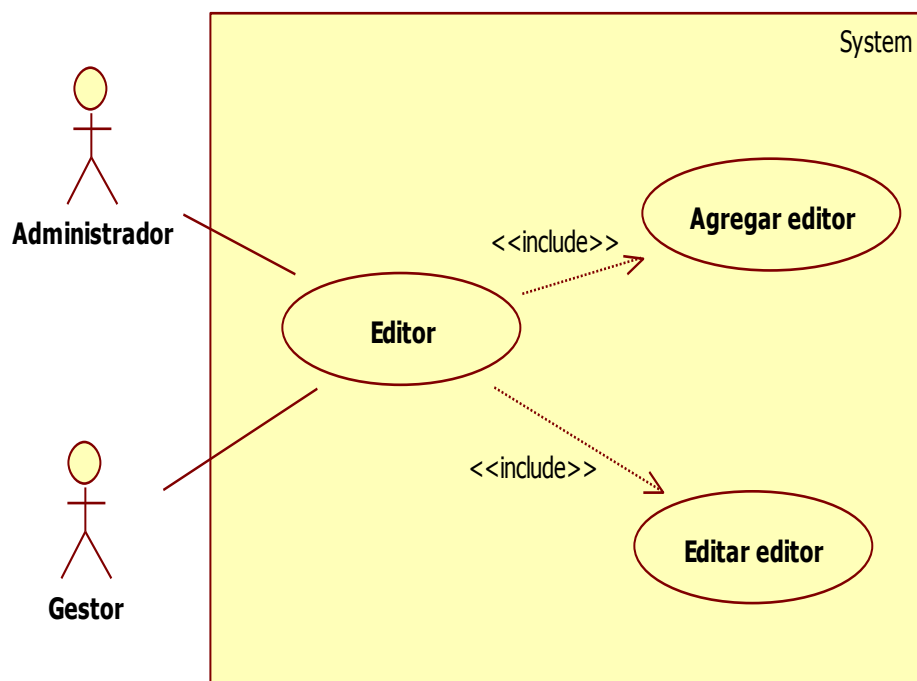 System
Administrador
Agregar editor
<<include>>
Editor
<<include>>
Editar editor
Gestor